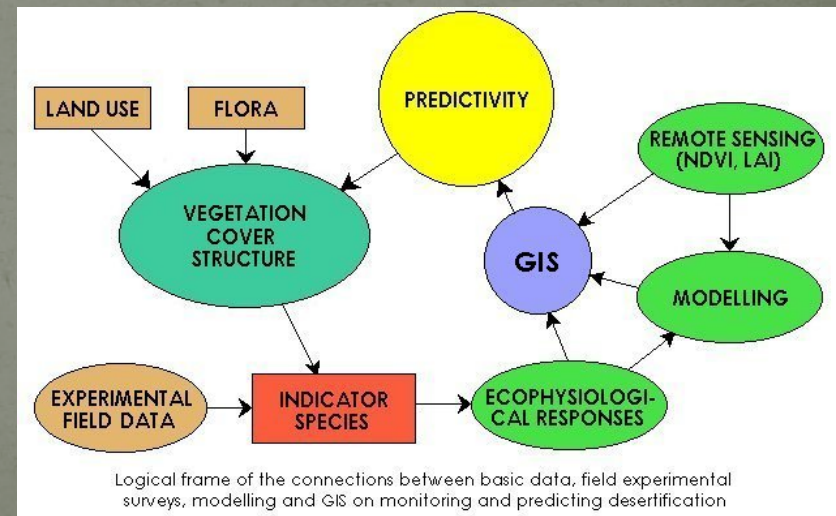 PREDICTIVITY
LAND USE
FLORA
REMOTE SENSING
(NDVI, LAI)
VEGETATION
COVER
STRUCTURE
GIS
MODELLING
EXPERIMENTAL
FIELD DATA
INDICATOR
SPECIES
ECOPHYSIOLOGI-
CAL RESPONSES
Logical frame of the connections between basic data, field experimental
surveys, modelling and GIS on monitoring and predicting desertification